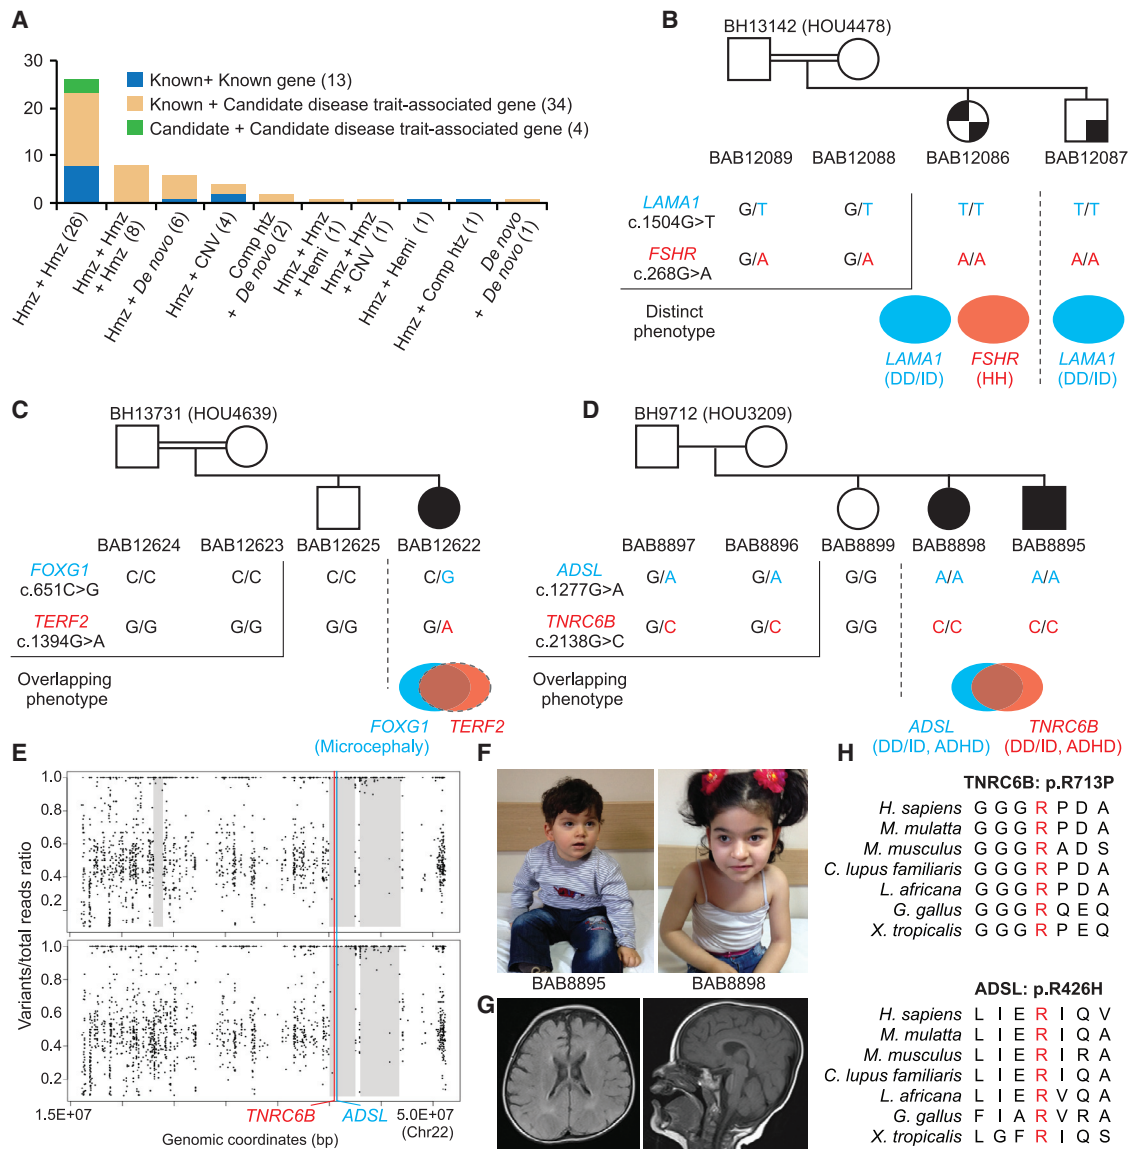 A
30
20
10
0
Known+ Known gene (13)
Known + Candidate disease trait-associated gene (34)
Candidate + Candidate disease trait-associated gene (4)
Hmz + Hmz (26)
Hmz + Hmz
+ Hmz (8)
Hmz + De novo (6)
Hmz + CNV (4)
Comp htz
+ De novo (2)
Hmz + Hmz
+ Hemi (1)
Hmz + Hmz
+ CNV (1)
Hmz + Hemi (1)
Hmz + Comp htz (1)
De novo
+ De novo (1)
B
BH13142 (HOU4478)
BAB12089 BAB12088 BAB12086 BAB12087
LAMA1
c.1504G>T
G/T G/T T/T T/T
FSHR
c.268G>A
G/A G/A A/A A/A
Distinct
phenotype
LAMA1
(DD/ID)
FSHR
(HH)
LAMA1
(DD/ID)
C
BH13731 (HOU4639)
BAB12624 BAB12623 BAB12625 BAB12622
FOXG1
c.651C>G
C/C C/C C/C C/G
TERF2
c.1394G>A
G/G G/G G/G G/A
Overlapping
phenotype
FOXG1
(Microcephaly)
TERF2
D
BH9712 (HOU3209)
BAB8897 BAB8896 BAB8899 BAB8898 BAB8895
ADSL
c.1277G>A
G/A G/A G/G A/A A/A
TNRC6B
c.2138G>C
G/C G/C G/G C/C C/C
Overlapping
phenotype
ADSL
(DD/ID, ADHD)
TNRC6B
(DD/ID, ADHD)
E
Variants/total reads ratio
1.0
0.8
0.6
0.4
0.2
1.0
0.8
0.6
0.4
0.2
1.5E+07
TNRC6B
ADSL
5.0E+07
(Chr22)
Genomic coordinates (bp)
F
BAB8895
BAB8898
G
H
TNRC6B: p.R713P
H. sapiens G G G R P D A
M. mulatta G G G R P D A
M. musculus G G G R A D S
C. lupus familiaris G G G R P D A
L. africana G G G R P D A
G. gallus G G G R Q E Q
X. tropicalis G G G R P E Q
ADSL: p.R426H
H. sapiens L I E R I Q V
M. mulatta L I E R I Q A
M. musculus L I E R I R A
C. lupus familiaris L I E R I Q A
L. africana L I E R V Q A
G. gallus F I A R V R A
X. tropicalis L G F R I Q S